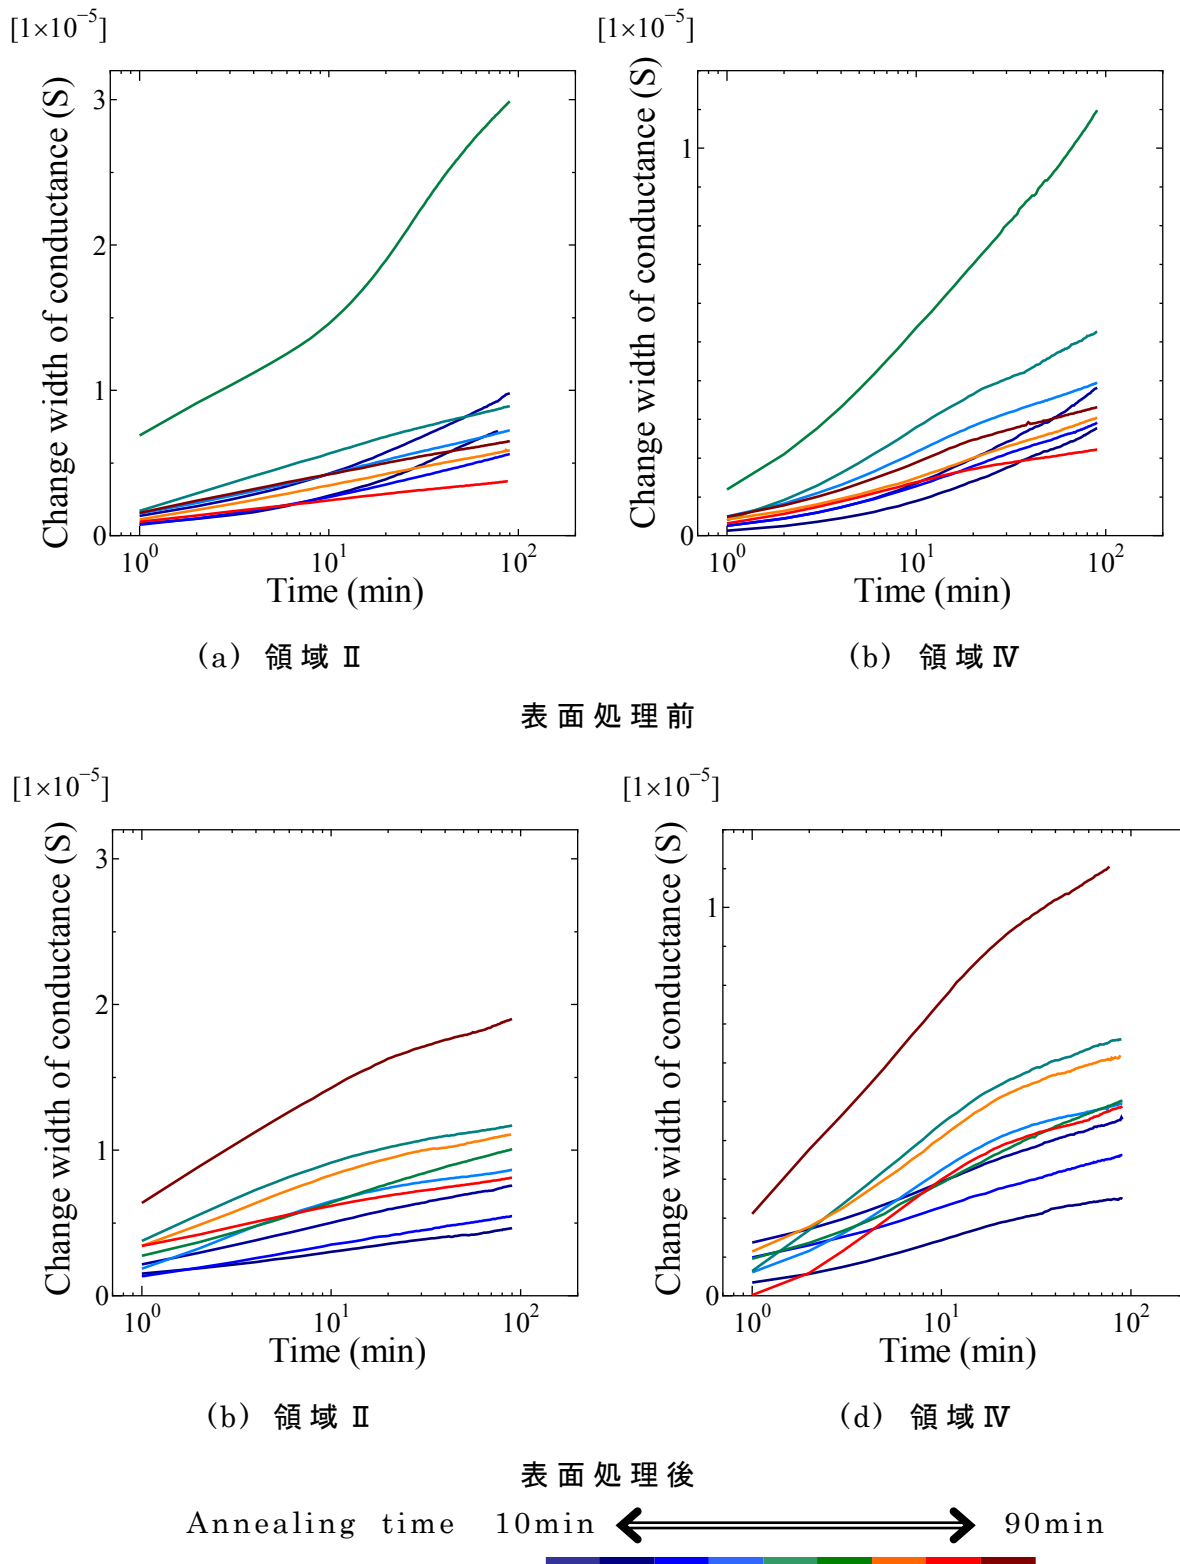 [1×10⁻⁵]
[1×10⁻⁵]
Change width of conductance (S)
3
2
1
0
10⁰ 10¹ 10²
Time (min)
Change width of conductance (S)
1
0
10⁰ 10¹ 10²
Time (min)
(a) 領域 Ⅱ
(b) 領域 Ⅳ
表面処理前
[1×10⁻⁵]
[1×10⁻⁵]
Change width of conductance (S)
3
2
1
0
10⁰ 10¹ 10²
Time (min)
Change width of conductance (S)
1
0
10⁰ 10¹ 10²
Time (min)
(b) 領域 Ⅱ
(d) 領域 Ⅳ
表面処理後
Annealing time 10min 90min